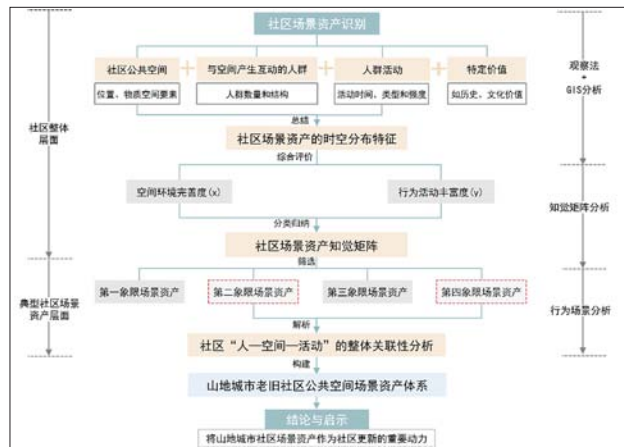 社区场景资产识别
社区公共空间 + 与空间产生互动的人群 + 人群活动 + 特定价值
位置、物质空间要素
人群数量和结构
活动时间、类型和强度
如历史、文化价值
总结
社区场景资产的时空分布特征
综合评价
空间环境完善度(x)
行为活动丰富度(y)
分类归纳
社区场景资产知觉矩阵
筛选
第一象限场景资产
第二象限场景资产
第三象限场景资产
第四象限场景资产
解析
社区“人—空间—活动”的整体关联性分析
构建
山地城市老旧社区公共空间场景资产体系
结论与启示
将山地城市社区场景资产作为社区更新的重要动力
社区整体
层面
典型社区场景
资产层面
观察法
+
GIS分析
知觉矩阵分析
行为场景分析